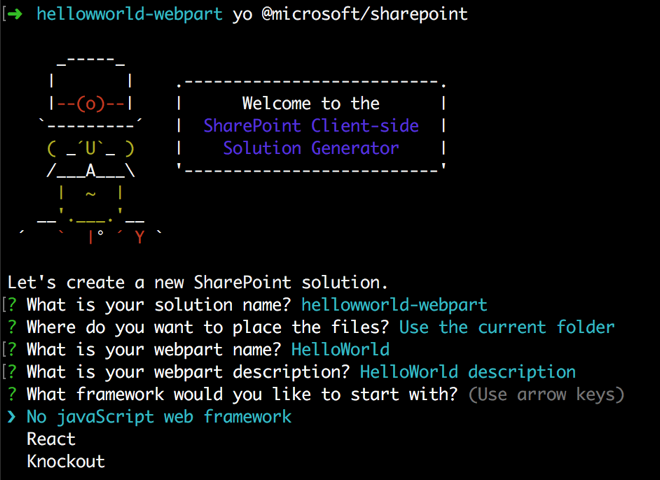 [➜ hellowworld-webpart yo @microsoft/sharepoint
     _-----_
    |       |    .--------------------------.
    |--(o)--|    |      Welcome to the      |
   `---------´   |  SharePoint Client-side  |
    ( _´U`_ )    |    Solution Generator    |
    /___A___\    '--------------------------'
     |  ~  |
   __'.___.'__
 ´   `  |° ´ Y `
Let's create a new SharePoint solution.
[? What is your solution name? hellowworld-webpart
? Where do you want to place the files? Use the current folder
[? What is your webpart name? HelloWorld
[? What is your webpart description? HelloWorld description
? What framework would you like to start with? (Use arrow keys)
❯ No javaScript web framework
React
Knockout